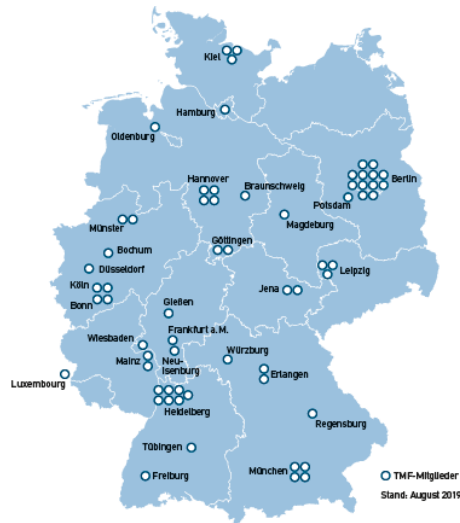 Kiel
Hamburg
Oldenburg
Hannover
Braunschweig
Berlin
Potsdam
Magdeburg
Münster
Göttingen
Bochum
Düsseldorf
Leipzig
Köln
Jena
Bonn
Gießen
Frankfurt a.M.
Wiesbaden
Mainz
Neu-
Isenburg
Würzburg
Luxembourg
Erlangen
Heidelberg
Regensburg
Tübingen
München
Freiburg
TMF-Mitglieder
Stand: August 2019